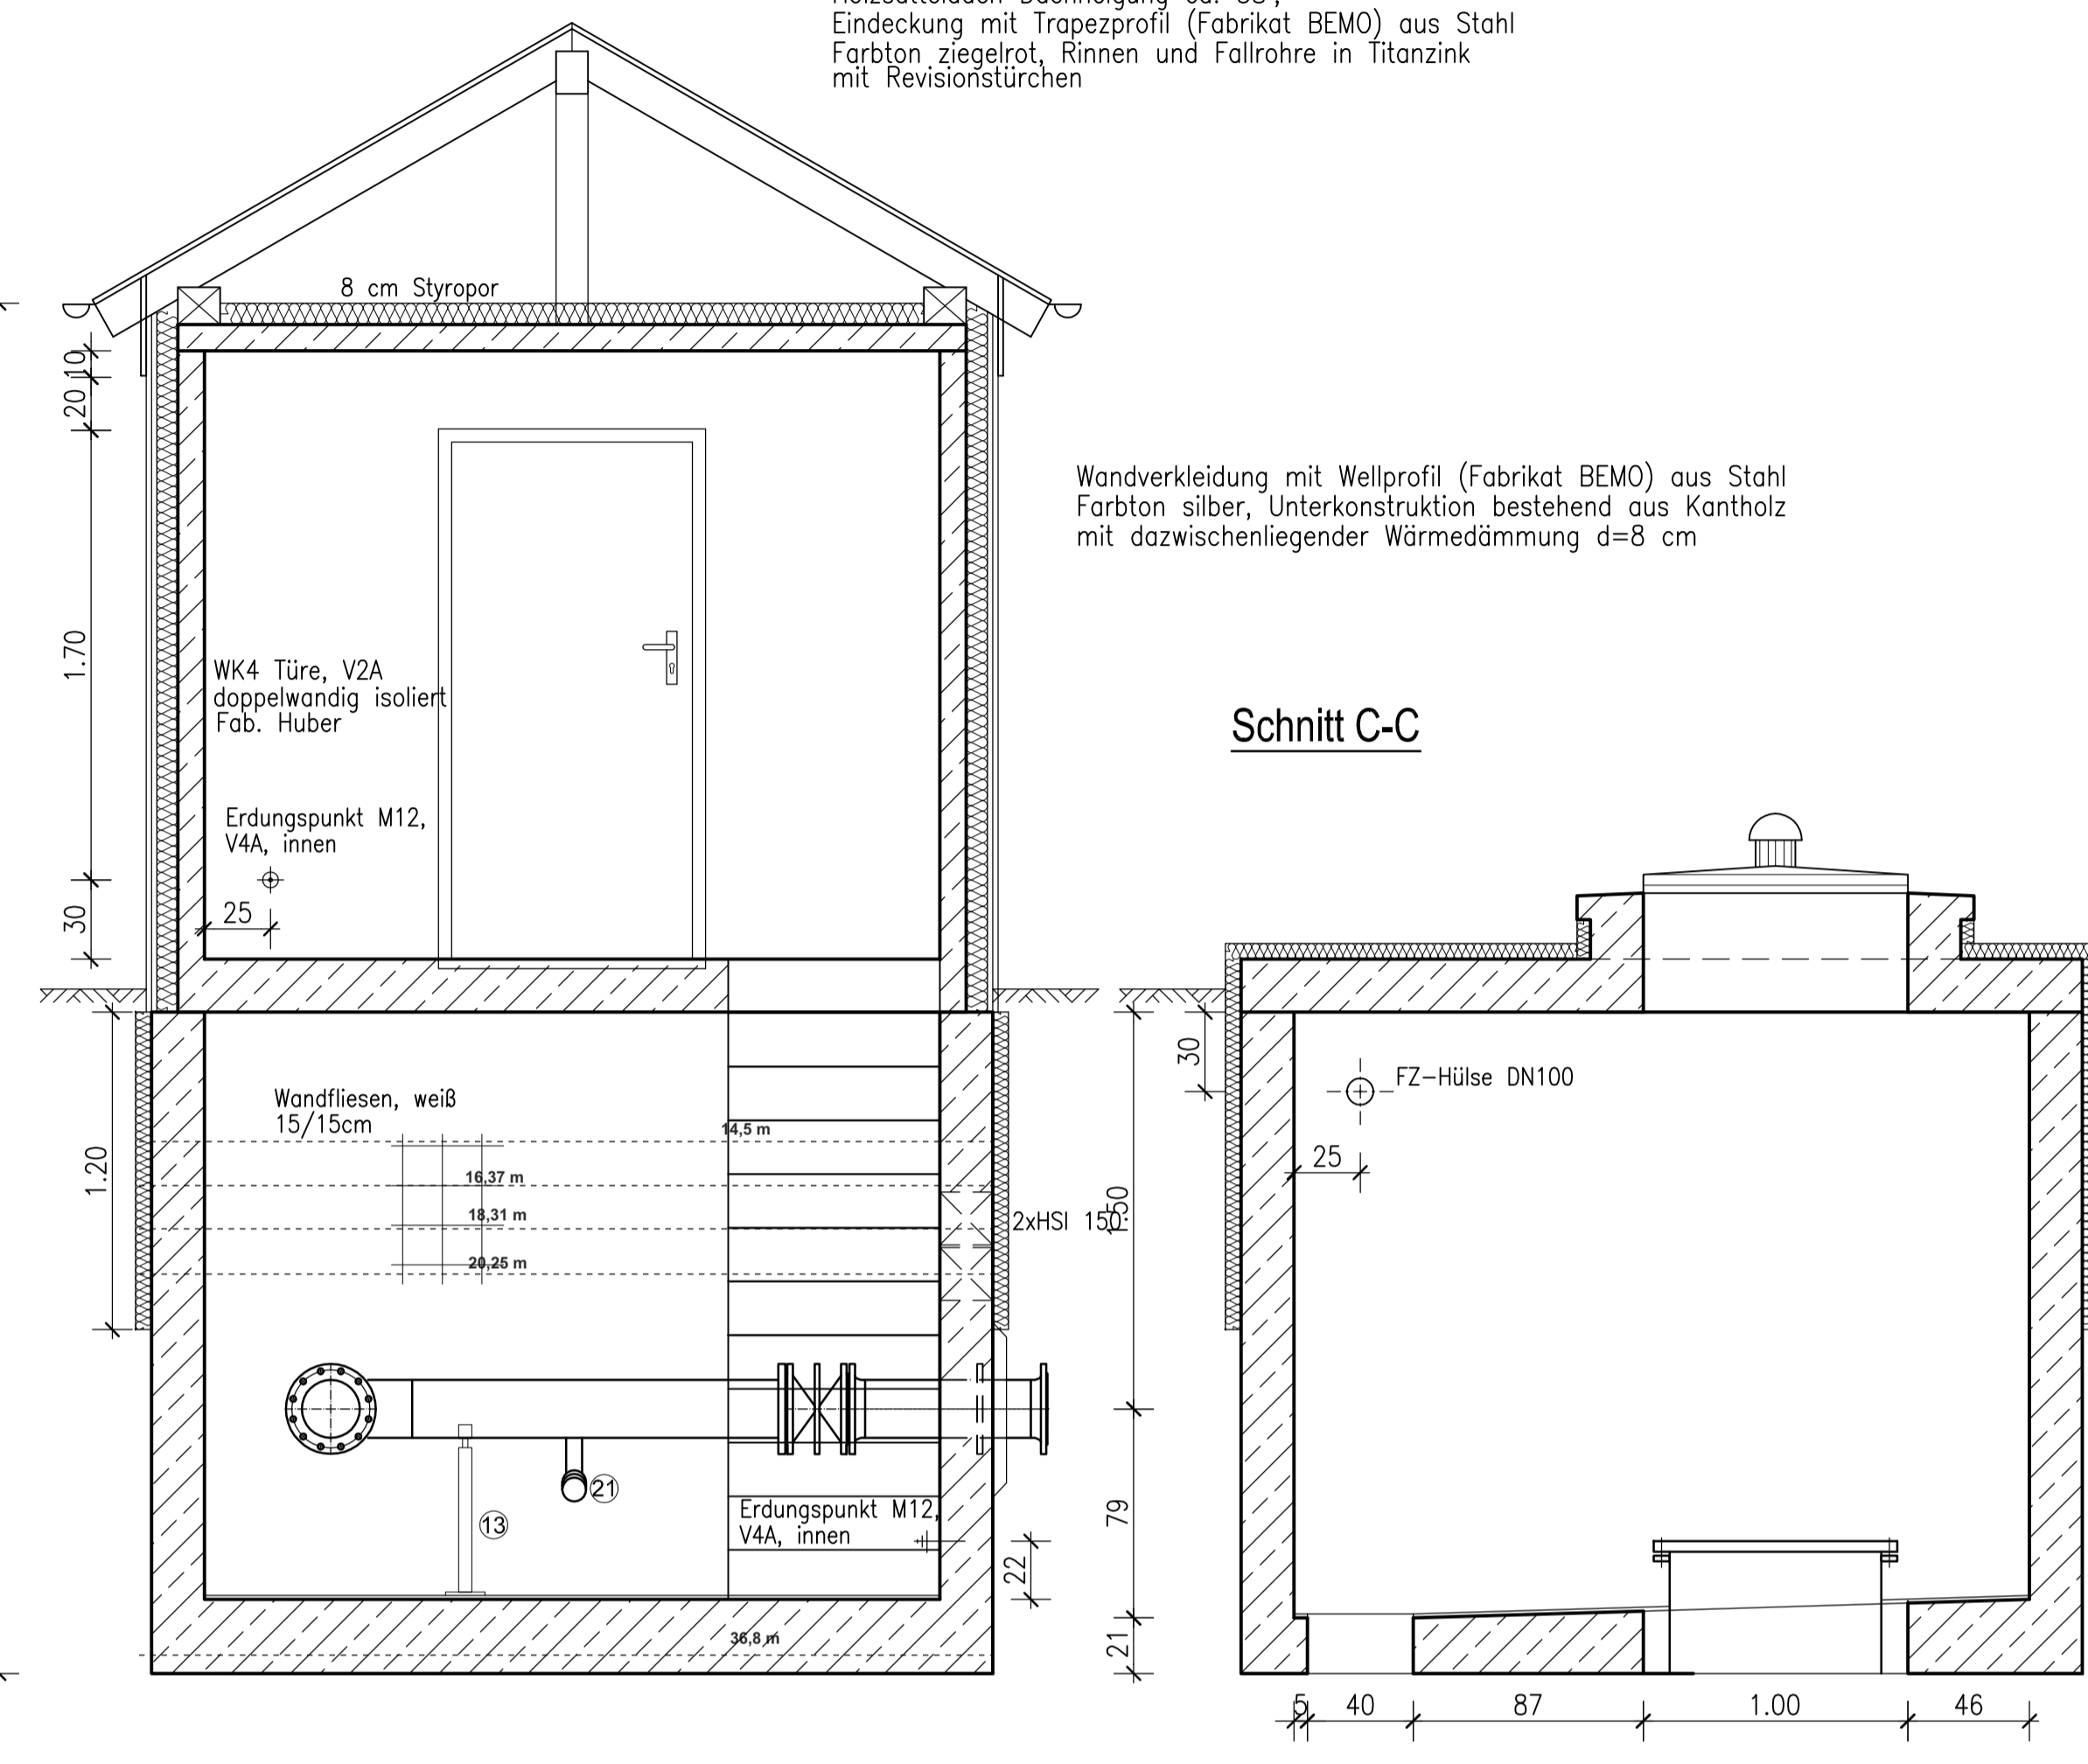 Eindeckung mit Trapezprofil (Fabrikat BEMO) aus Stahl
Farbton ziegelrot, Rinnen und Fallrohre in Titanzink
mit Revisionstürchen
8 cm Styropor
10
20
1.70
30
Wandverkleidung mit Wellprofil (Fabrikat BEMO) aus Stahl
Farbton silber, Unterkonstruktion bestehend aus Kantholz
mit dazwischenliegender Wärmedämmung d=8 cm
WK4 Türe, V2A
doppelwandig isoliert
Fab. Huber
Erdungspunkt M12,
V4A, innen
25
Schnitt C-C
Wandfliesen, weiß
15/15cm
14,5 m
16,37 m
18,31 m
20,25 m
1.20
2xHSI 150
1.50
30
FZ-Hülse DN100
25
21
13
Erdungspunkt M12,
V4A, innen
22
79
21
36,8 m
5
40
87
1.00
46